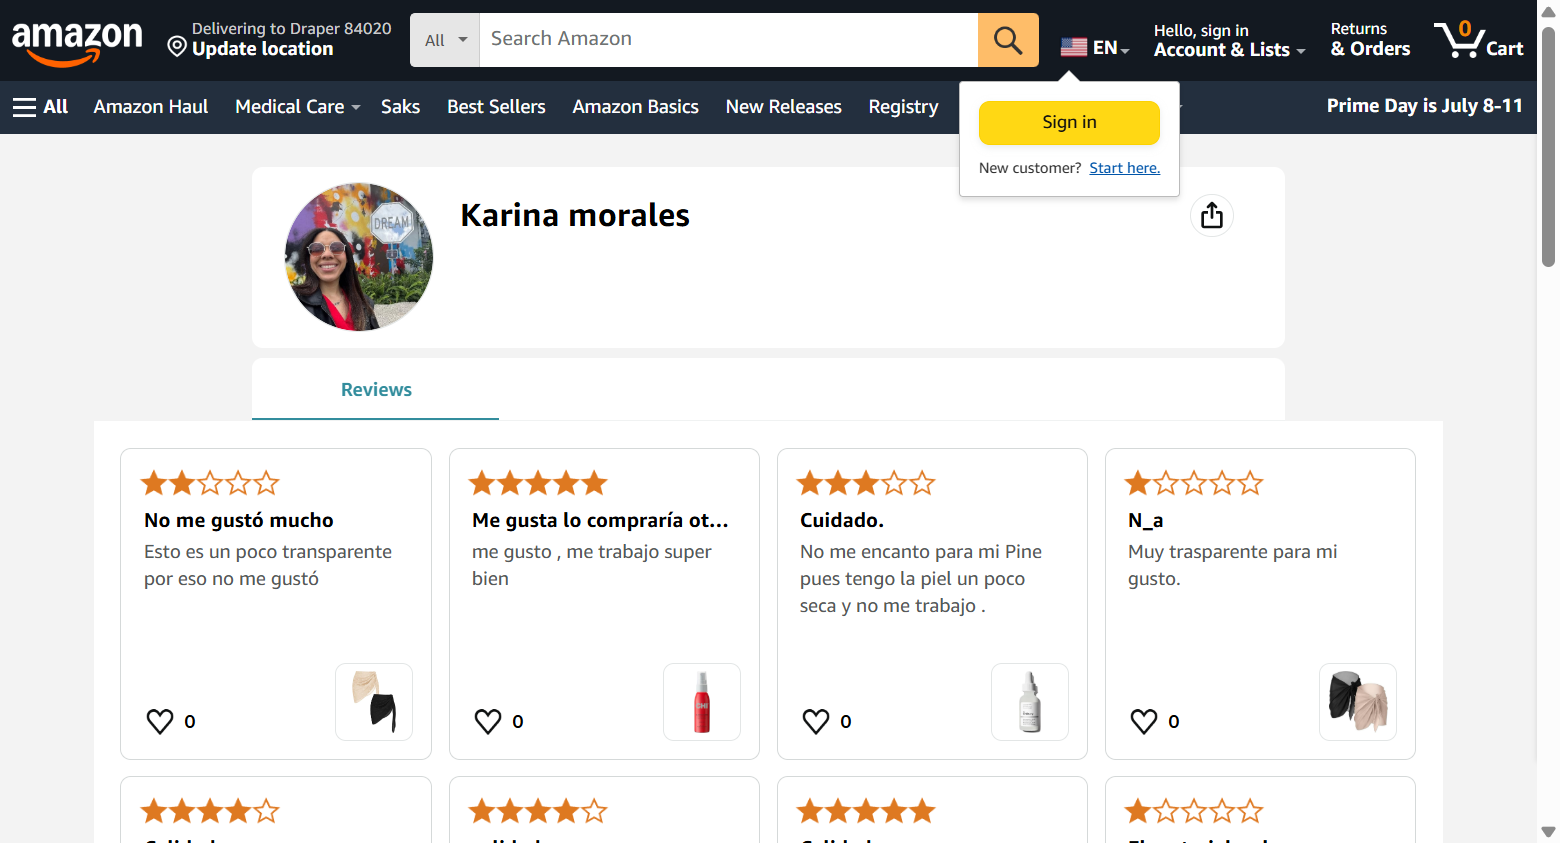 amazon
Delivering to Draper 84020
Update location
All
Search Amazon
EN
Hello, sign in
Account & Lists
Returns
& Orders
0
Cart
All
Amazon Haul
Medical Care
Saks
Best Sellers
Amazon Basics
New Releases
Registry
Prime Day is July 8-11
Sign in
New customer? Start here.
DREAM
Karina morales
Reviews
No me gustó mucho
Esto es un poco transparente
por eso no me gustó
0
Me gusta lo compraría ot...
me gusto , me trabajo super
bien
CHI
0
Cuidado.
No me encanto para mi Pine
pues tengo la piel un poco
seca y no me trabajo .
0
N_a
Muy trasparente para mi
gusto.
0